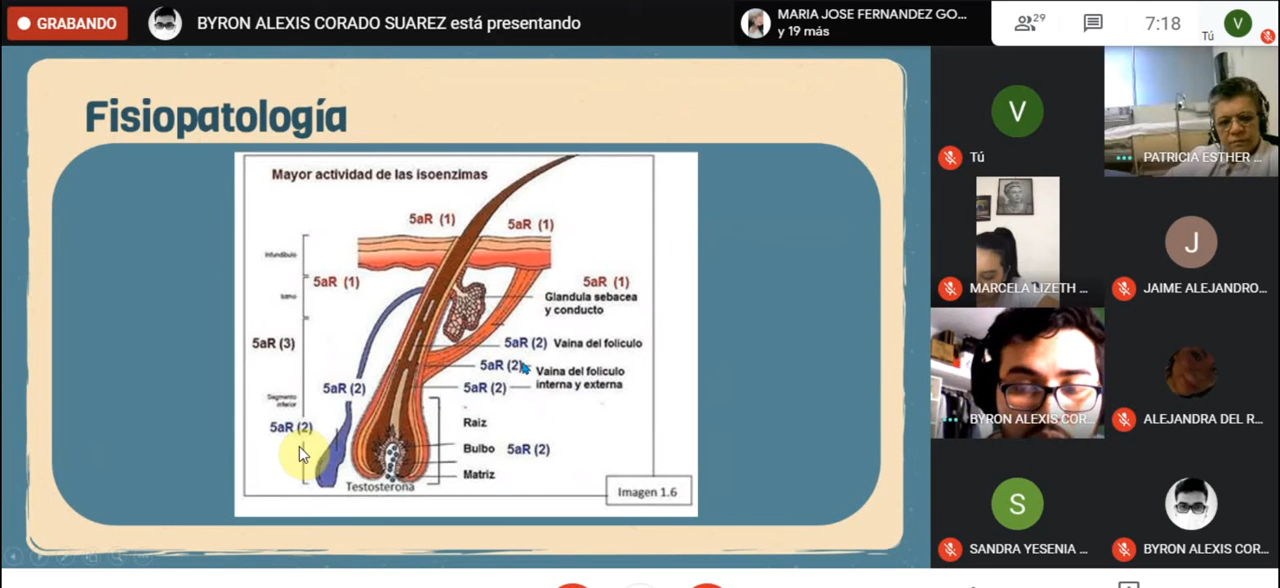 GRABANDO
BYRON ALEXIS CORADO SUAREZ está presentando
MARIA JOSE FERNANDEZ GO...
y 19 más
29
7:18
Tú
V
Fisiopatología
Mayor actividad de las isoenzimas
5aR (1)
5aR (1)
Infundibulo
5aR (1)
5aR (1)
Istmo
Glandula sebacea
y conducto
5aR (3)
5aR (2) Vaina del foliculo
5aR (2)
Vaina del foliculo
interna y externa
5aR (2)
5aR (2)
Segmento
inferior
5aR (2)
Raiz
Bulbo 5aR (2)
Matriz
Testosterona
Imagen 1.6
V
Tú
PATRICIA ESTHER ...
MARCELA LIZETH ...
J
JAIME ALEJANDRO...
BYRON ALEXIS COR...
ALEJANDRA DEL R...
S
SANDRA YESENIA ...
BYRON ALEXIS COR...